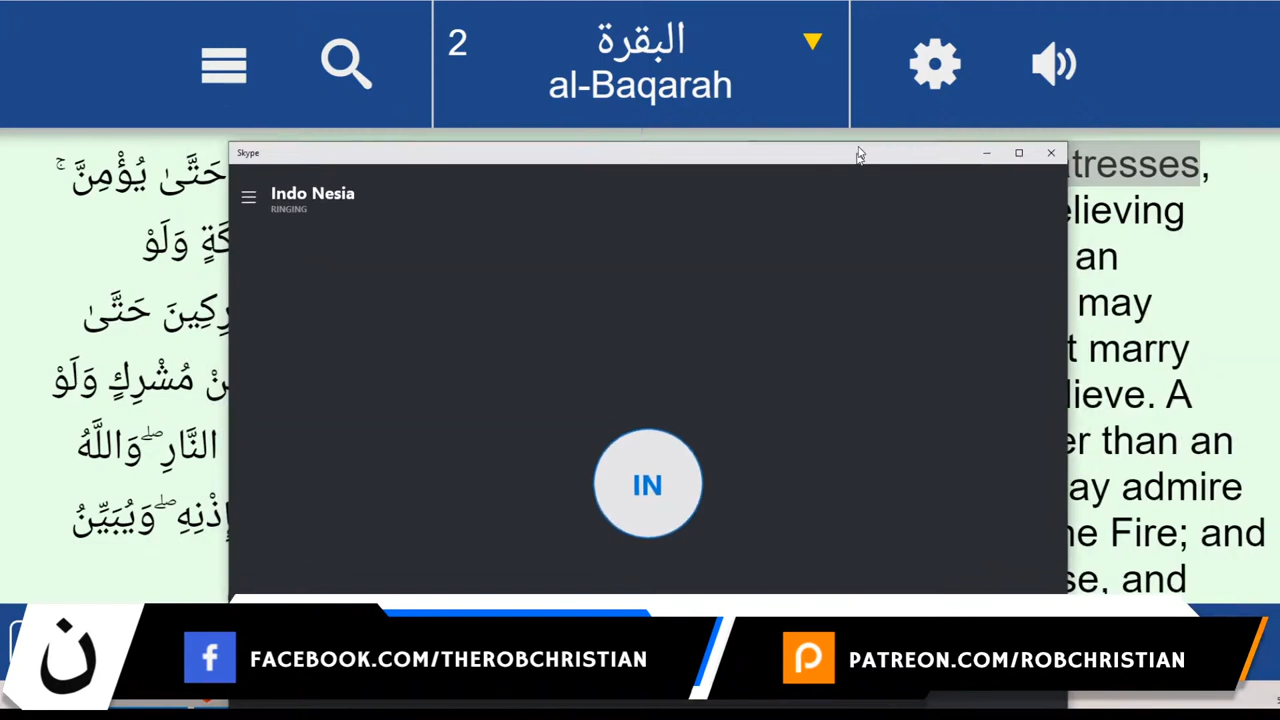 2
البقرة
al-Baqarah
Skype
Indo Nesia
RINGING
IN
حَتَّىٰ يُؤْمِنَّ ۚ
وَلَوْ
حَتَّىٰ
مُشْرِكٍ وَلَوْ
النَّارِ ۖ وَاللَّهُ
ۖ وَيُبَيِّنُ
tresses,
elieving
an
may
marry
lieve. A
er than an
ay admire
he Fire; and
se, and
ن
f
FACEBOOK.COM/THEROBCHRISTIAN
PATREON.COM/ROBCHRISTIAN